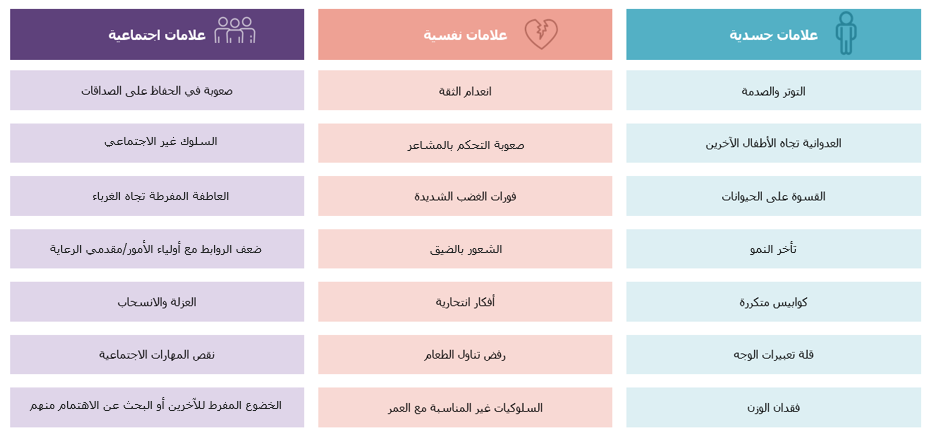 علامات جسدية
التوتر والصدمة
العدوانية تجاه الأطفال الآخرين
القسوة على الحيوانات
تأخر النمو
كوابيس متكررة
قلة تعبيرات الوجه
فقدان الوزن
علامات نفسية
انعدام الثقة
صعوبة التحكم بالمشاعر
فورات الغضب الشديدة
الشعور بالضيق
أفكار انتحارية
رفض تناول الطعام
السلوكيات غير المناسبة مع العمر
علامات اجتماعية
صعوبة في الحفاظ على الصداقات
السلوك غير الاجتماعي
العاطفة المفرطة تجاه الغرباء
ضعف الروابط مع أولياء الأمور/مقدمي الرعاية
العزلة والانسحاب
نقص المهارات الاجتماعية
الخضوع المفرط للآخرين أو البحث عن الاهتمام منهم